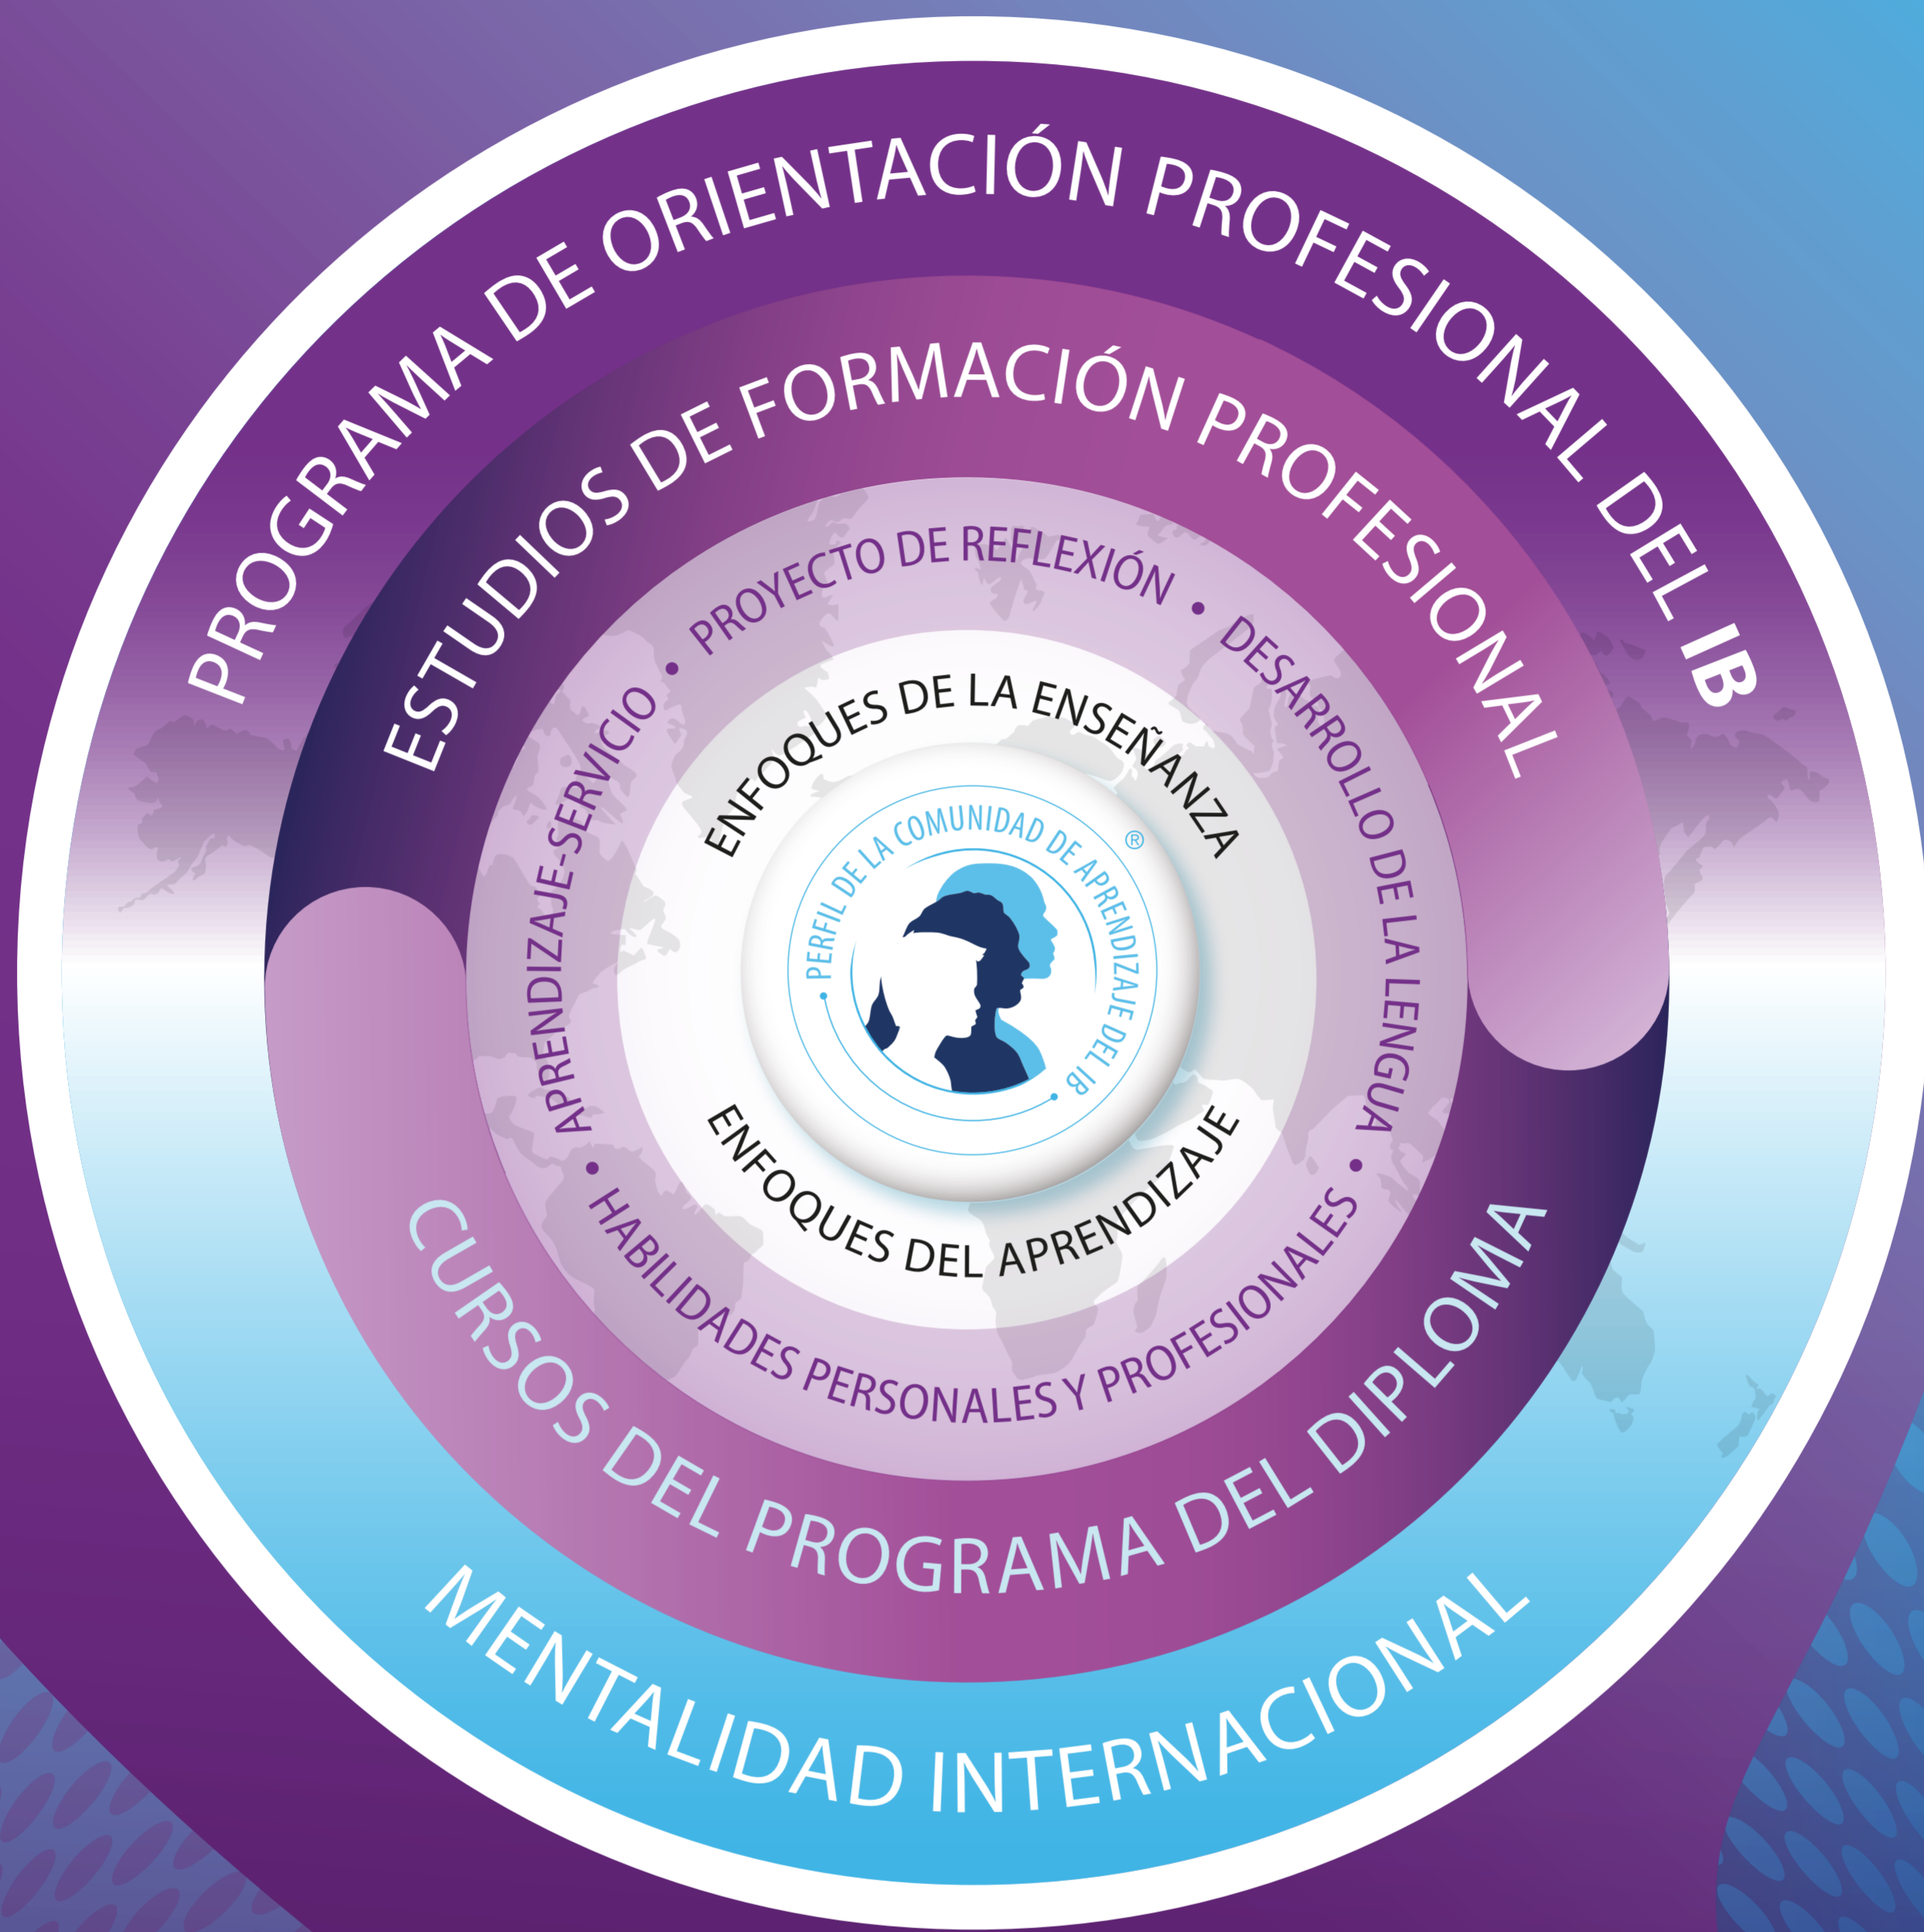 PROGRAMA DE ORIENTACIÓN PROFESIONAL DEL IB
ESTUDIOS DE FORMACIÓN PROFESIONAL
• PROYECTO DE REFLEXIÓN •
DESARROLLO DE LA LENGUA •
APRENDIZAJE-SERVICIO
• HABILIDADES PERSONALES Y PROFESIONALES
ENFOQUES DE LA ENSEÑANZA
• PERFIL DE LA COMUNIDAD DE APRENDIZAJE DEL IB ®
ENFOQUES DEL APRENDIZAJE
CURSOS DEL PROGRAMA DEL DIPLOMA
MENTALIDAD INTERNACIONAL